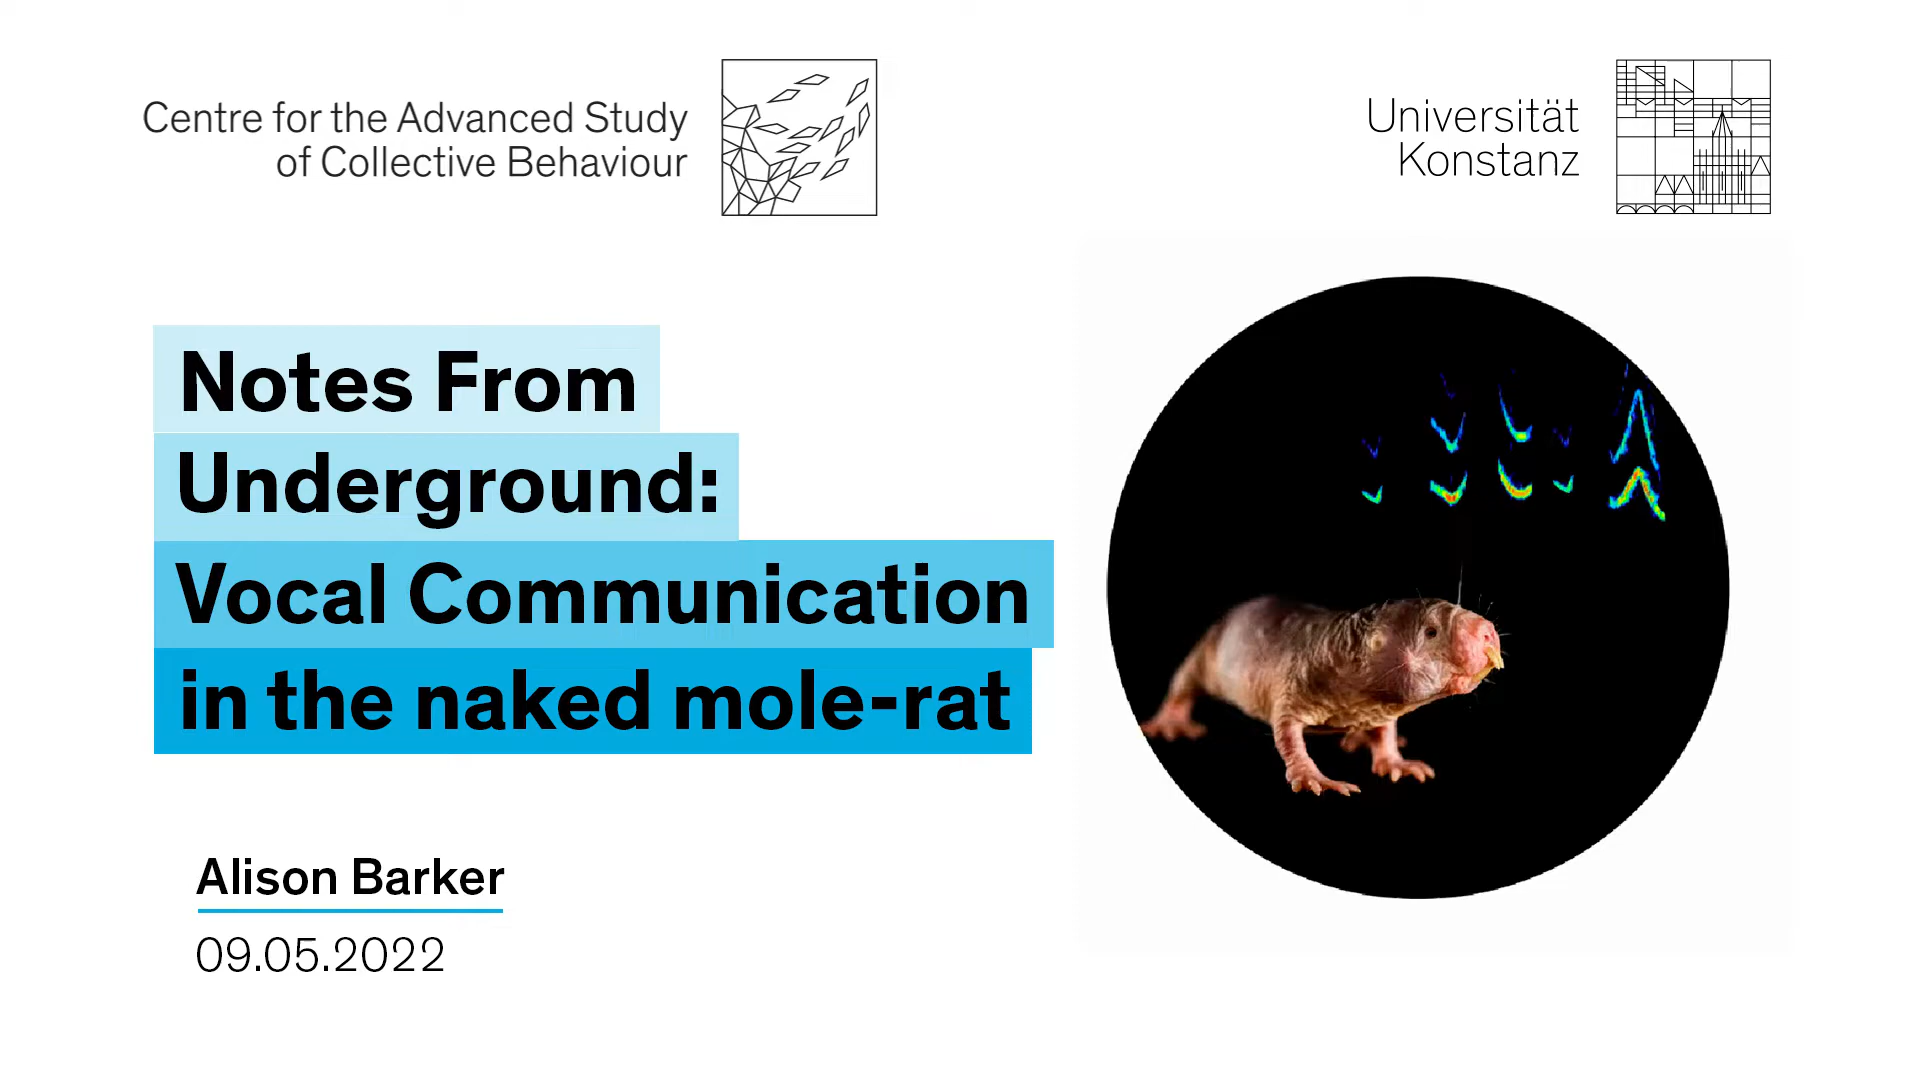 Centre for the Advanced Study
of Collective Behaviour
Universität
Konstanz
Notes From
Underground:
Vocal Communication
in the naked mole-rat
Alison Barker
09.05.2022